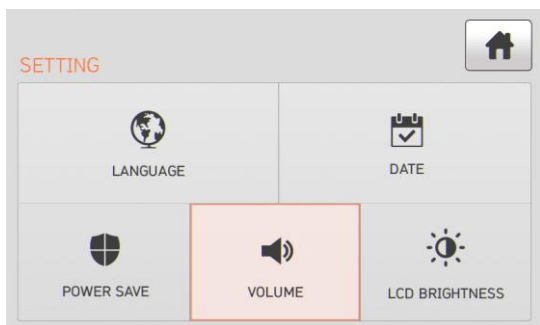 SETTING
LANGUAGE
DATE
POWER SAVE
VOLUME
LCD BRIGHTNESS